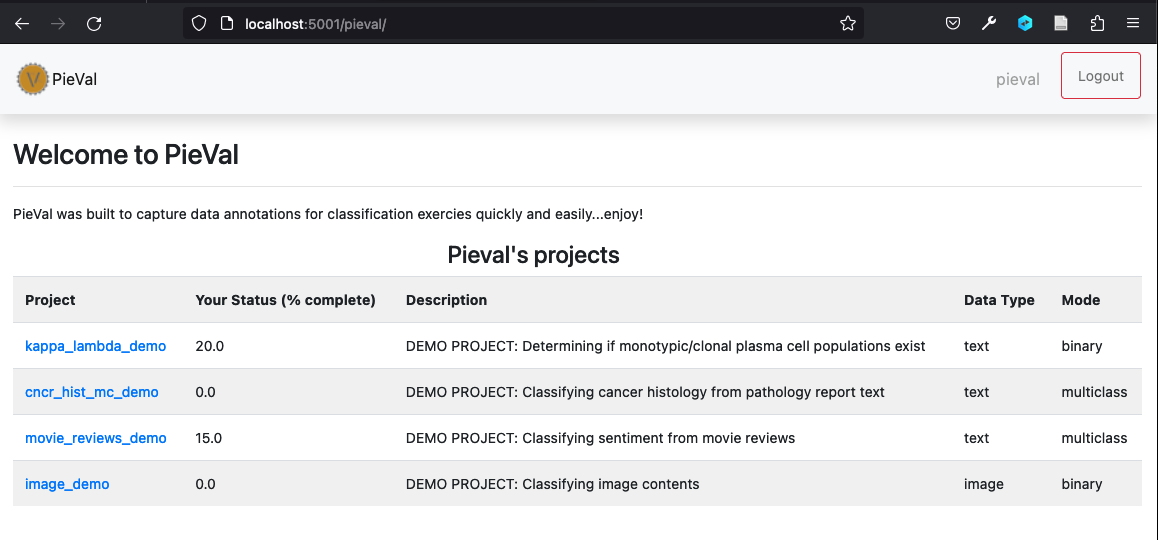 localhost:5001/pieval/
V PieVal pieval Logout
Welcome to PieVal
PieVal was built to capture data annotations for classification exercies quickly and easily...enjoy!
Pieval's projects
Project Your Status (% complete) Description Data Type Mode
kappa_lambda_demo 20.0 DEMO PROJECT: Determining if monotypic/clonal plasma cell populations exist text binary
cncr_hist_mc_demo 0.0 DEMO PROJECT: Classifying cancer histology from pathology report text text multiclass
movie_reviews_demo 15.0 DEMO PROJECT: Classifying sentiment from movie reviews text multiclass
image_demo 0.0 DEMO PROJECT: Classifying image contents image binary